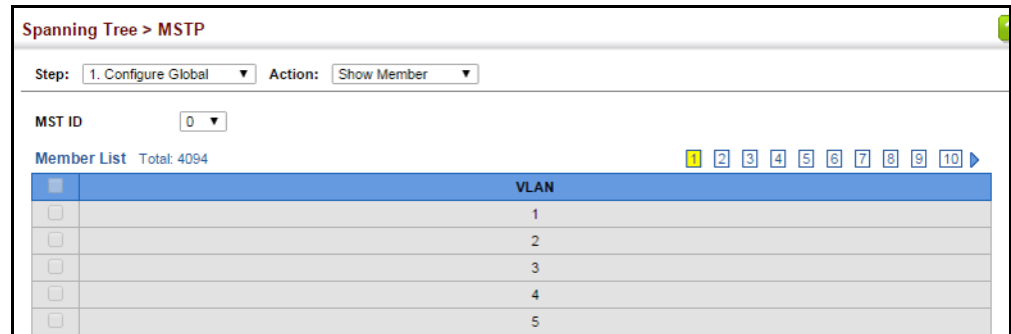 Spanning Tree > MSTP
Step: 1. Configure Global Action: Show Member
MST ID 0
Member List Total: 4094 1 2 3 4 5 6 7 8 9 10
VLAN
1
2
3
4
5